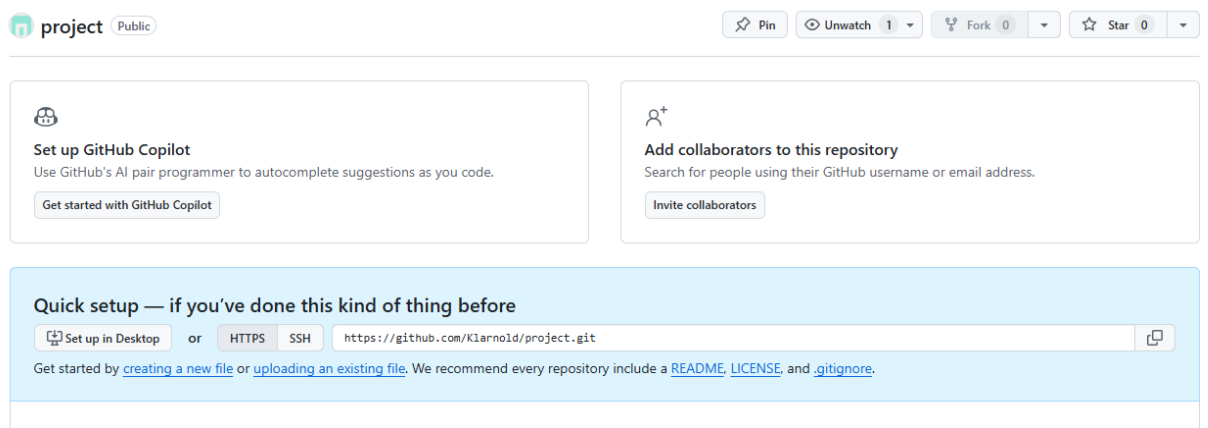 project Public Pin Unwatch 1 Fork 0 Star 0
Set up GitHub Copilot
Use GitHub's AI pair programmer to autocomplete suggestions as you code.
Get started with GitHub Copilot
Add collaborators to this repository
Search for people using their GitHub username or email address.
Invite collaborators
Quick setup — if you’ve done this kind of thing before
Set up in Desktop or HTTPS SSH https://github.com/Klarnold/project.git
Get started by creating a new file or uploading an existing file. We recommend every repository include a README, LICENSE, and .gitignore.